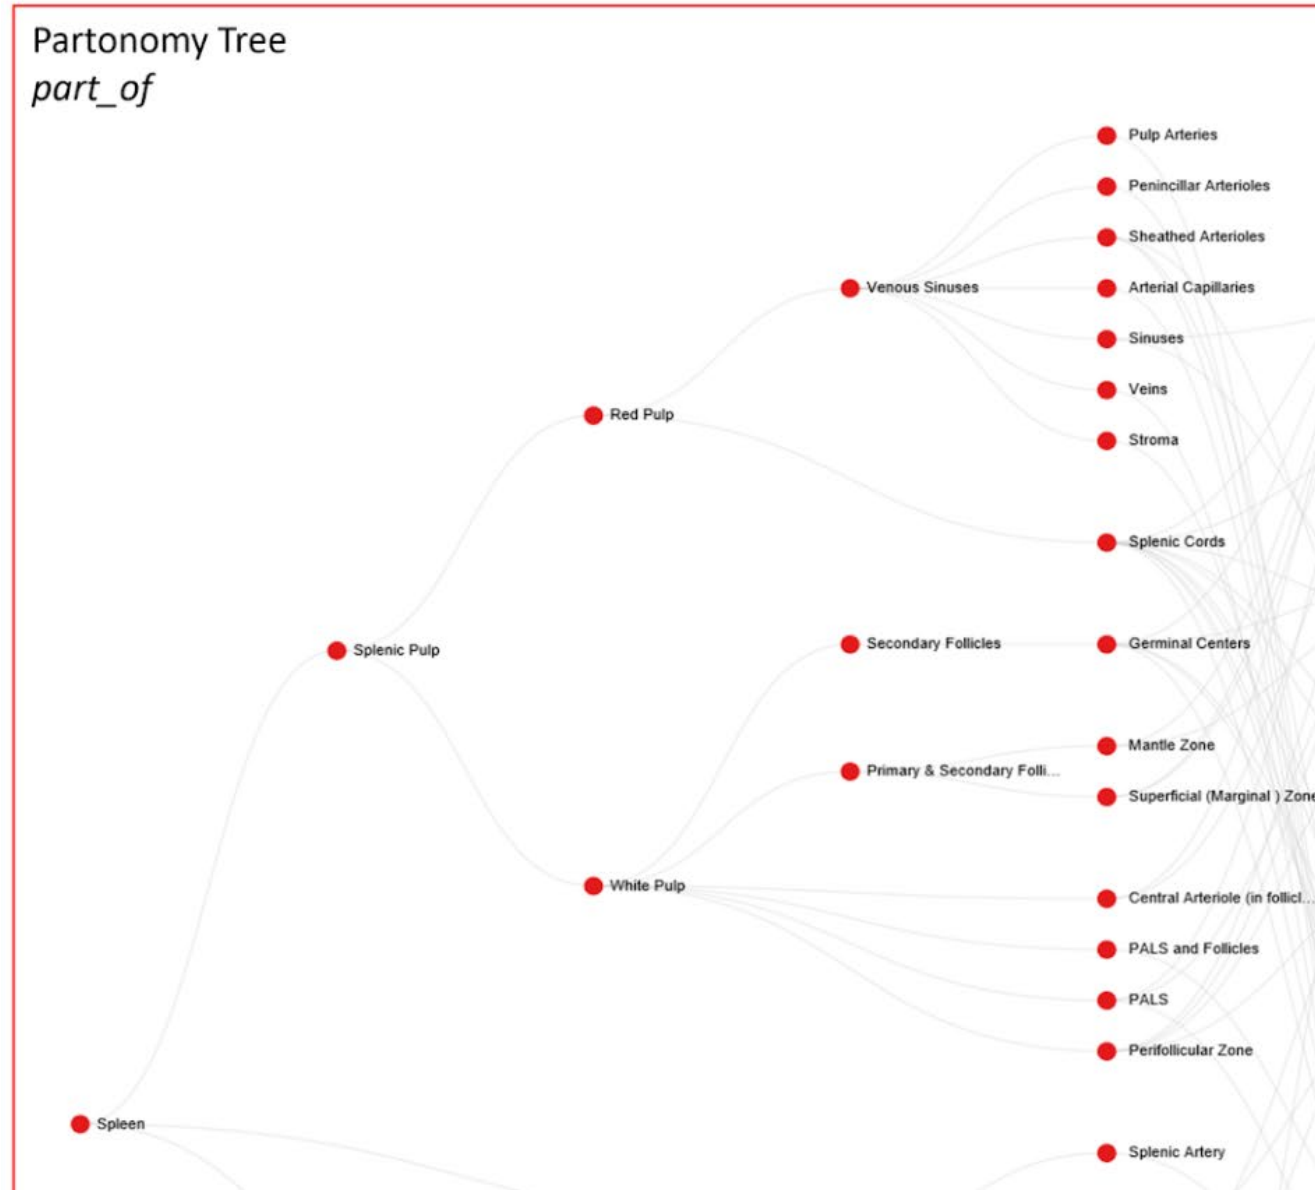 Partonomy Tree
part_of
Pulp Arteries
Penincillar Arterioles
Sheathed Arterioles
Venous Sinuses
Arterial Capillaries
Sinuses
Veins
Red Pulp
Stroma
Splenic Cords
Splenic Pulp
Secondary Follicles
Germinal Centers
Mantle Zone
Primary & Secondary Folli...
Superficial (Marginal ) Zone
White Pulp
Central Arteriole (in follicl...
PALS and Follicles
PALS
Perifollicular Zone
Spleen
Splenic Artery